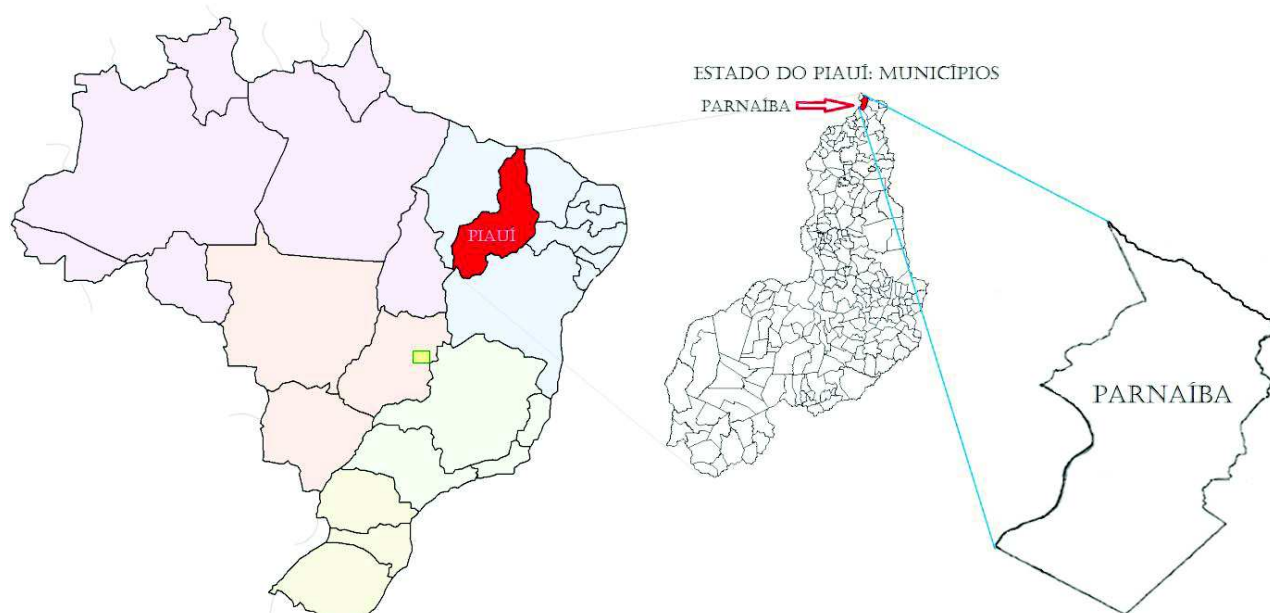 PIAUÍ
ESTADO DO PIAUÍ: MUNICÍPIOS
PARNAÍBA
PARNAÍBA